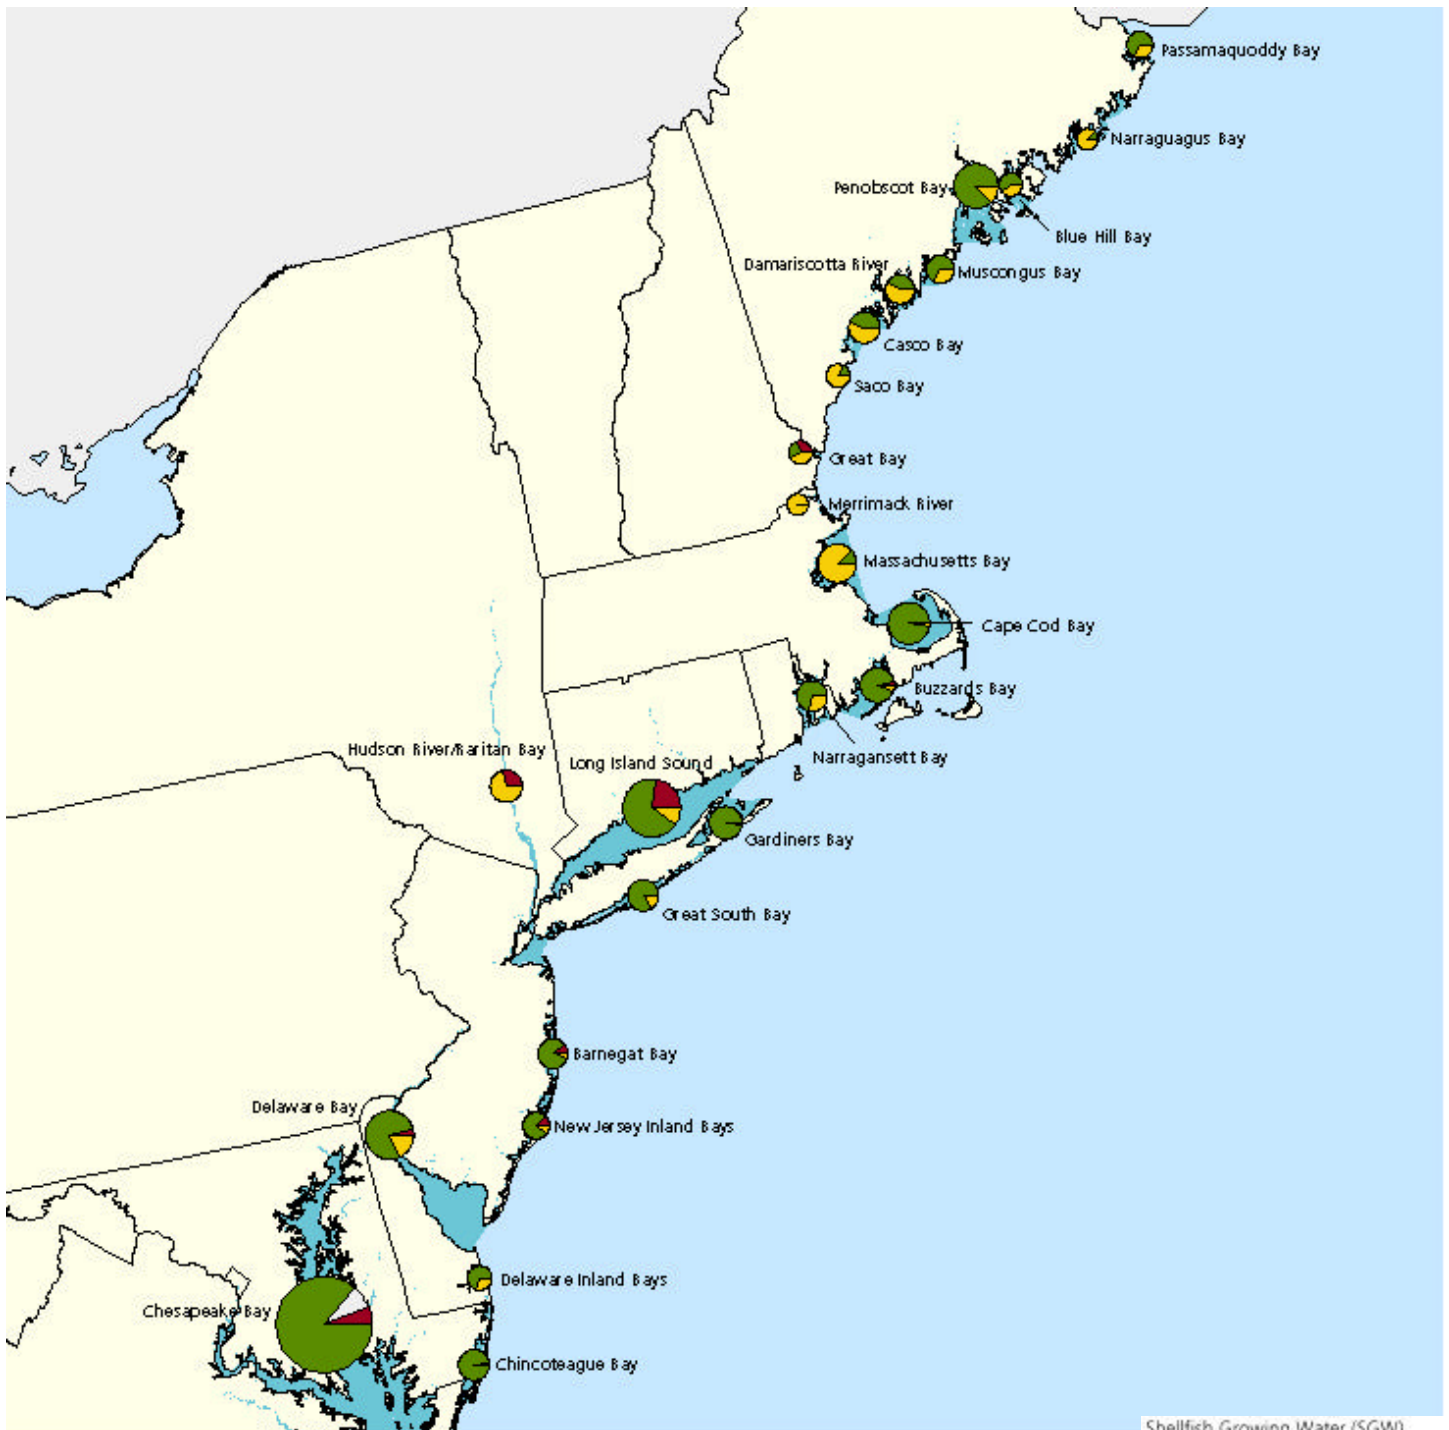 Passamaquoddy Bay
Narraguagus Bay
Penobscot Bay
Blue Hill Bay
Damariscotta River
Muscongus Bay
Casco Bay
Saco Bay
Great Bay
Merrimack River
Massachusetts Bay
Cape Cod Bay
Buzzards Bay
Narragansett Bay
Hudson River/Raritan Bay
Long Island Sound
Gardiners Bay
Great South Bay
Barnegat Bay
Delaware Bay
New Jersey Inland Bays
Delaware Inland Bays
Chesapeake Bay
Chincoteague Bay
Shellfish Growing Water (SGW)